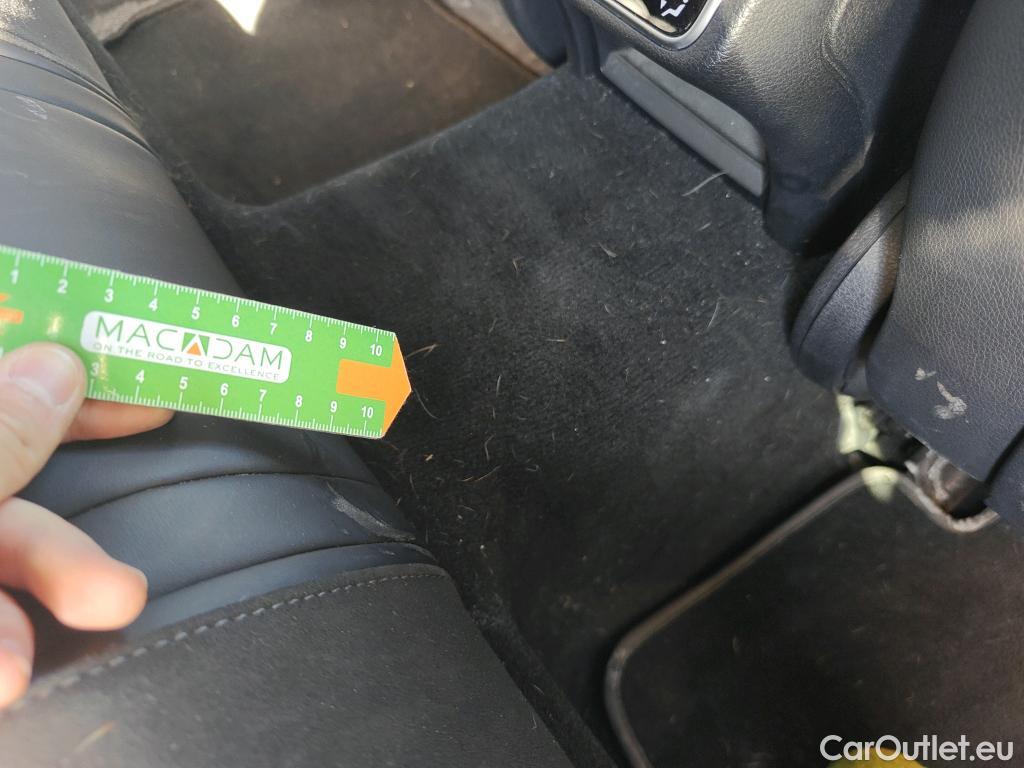 1 2 3 4 5 6 7 8 9 10
MACADAM
ON THE ROAD TO EXCELLENCE
3 4 5 6 7 8 9 10
CarOutlet.eu